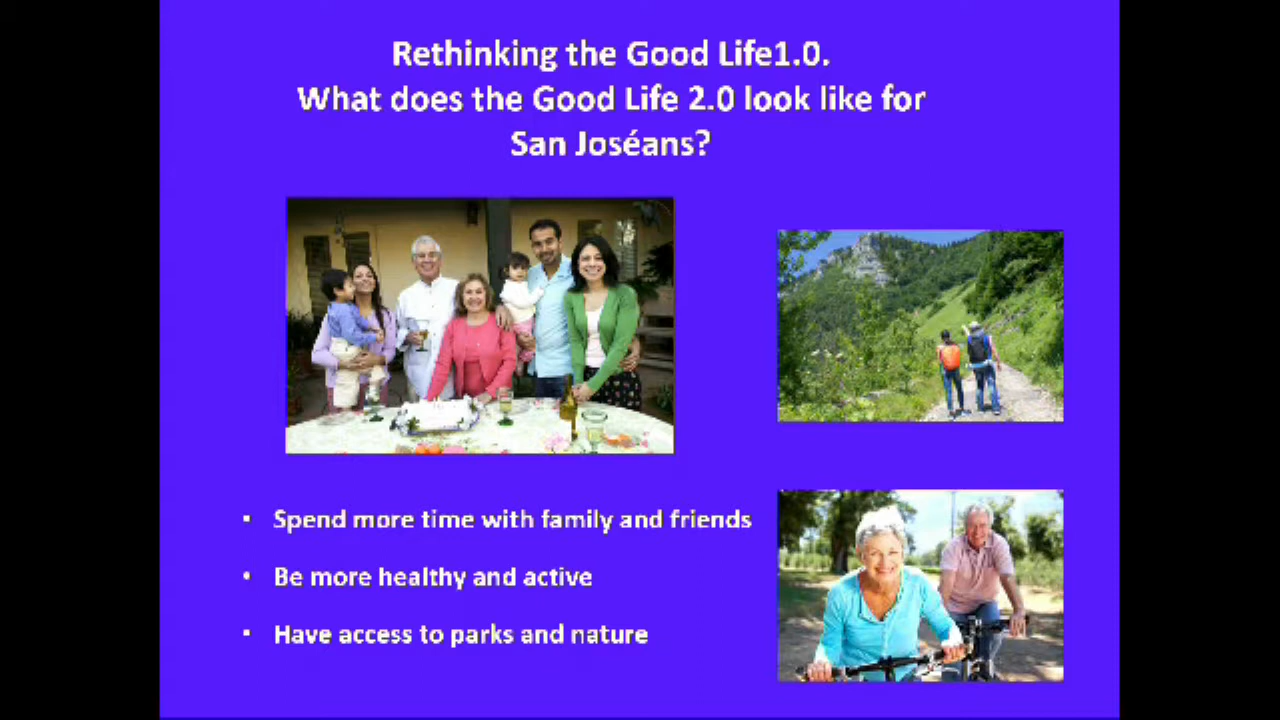 Rethinking the Good Life1.0.
What does the Good Life 2.0 look like for
San Joséans?
• Spend more time with family and friends
• Be more healthy and active
• Have access to parks and nature